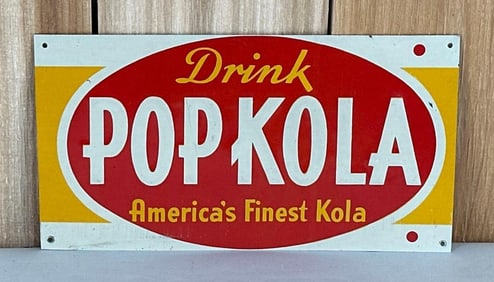 Drink
POP KOLA
America's Finest Kola